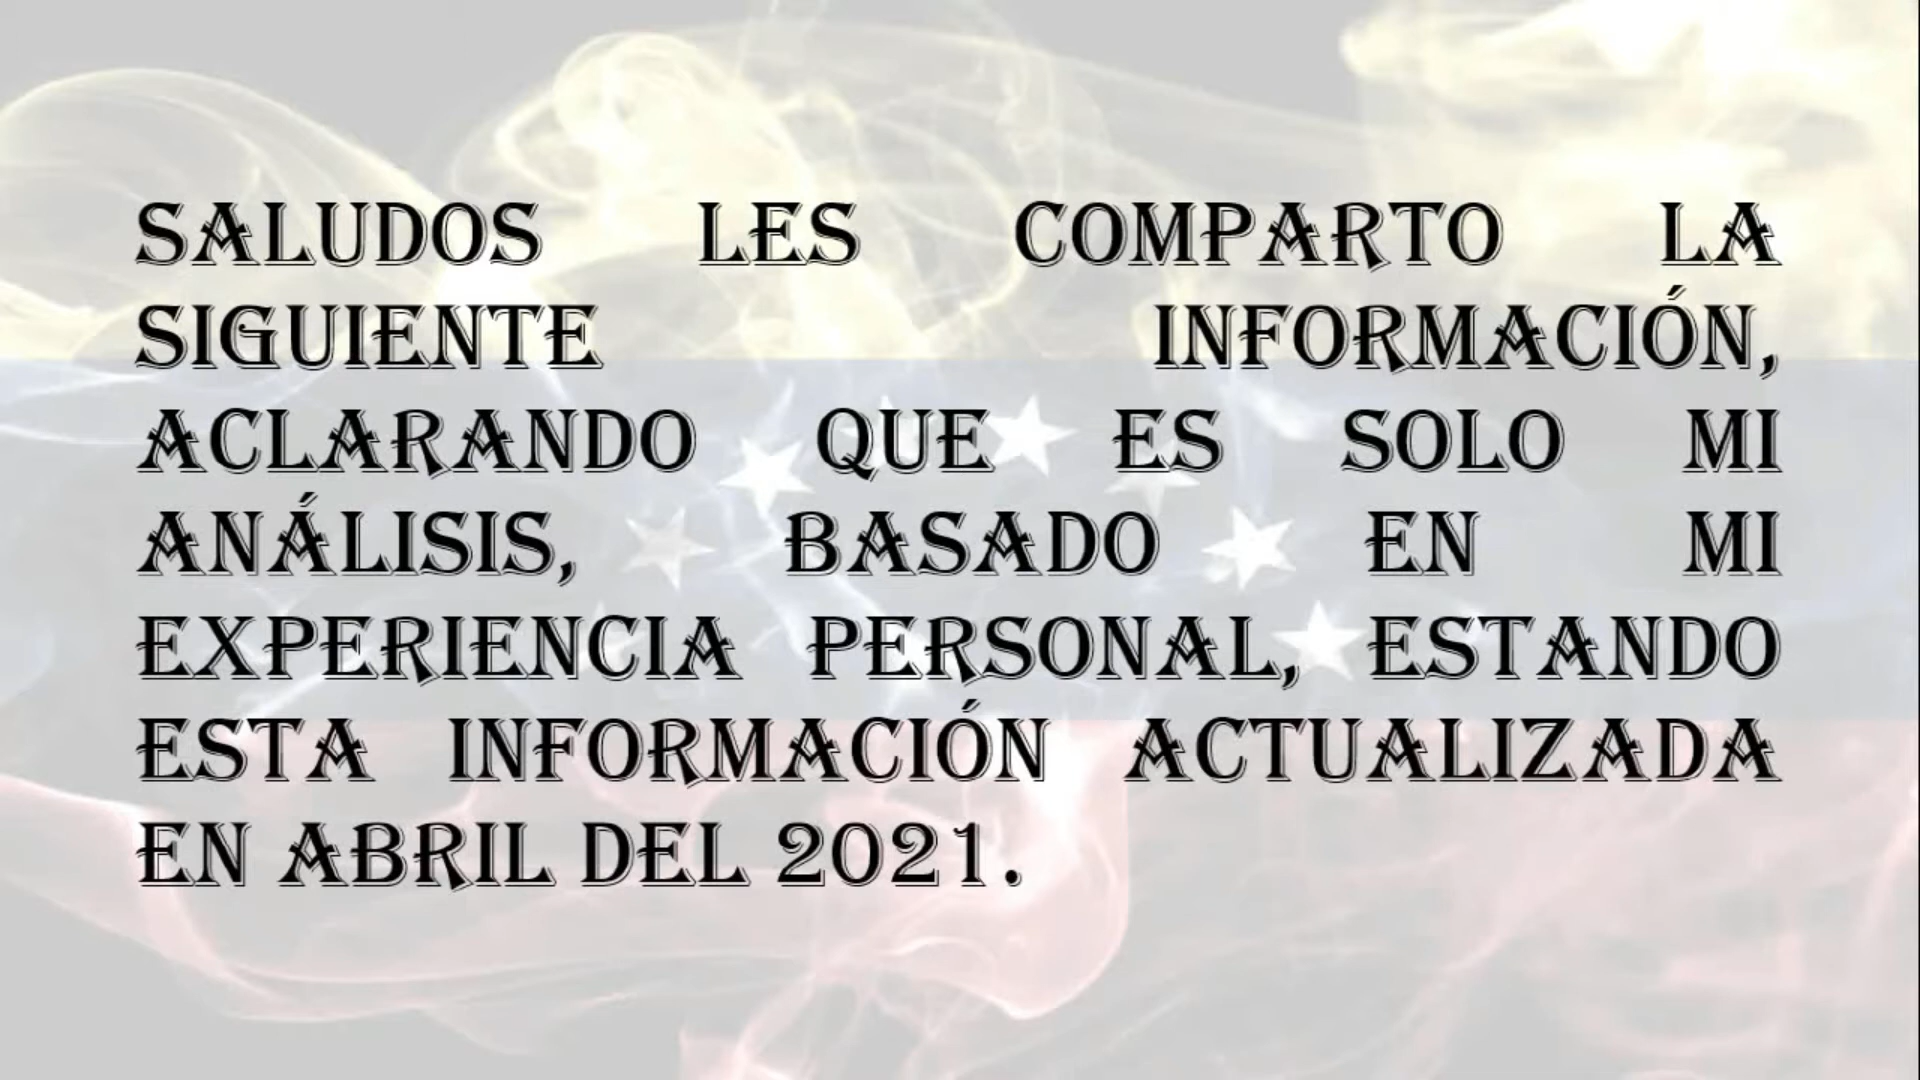 SALUDOS LES COMPARTO LA
SIGUIENTE INFORMACIÓN,
ACLARANDO QUE ES SOLO MI
ANÁLISIS, BASADO EN MI
EXPERIENCIA PERSONAL, ESTANDO
ESTA INFORMACIÓN ACTUALIZADA
EN ABRIL DEL 2021.